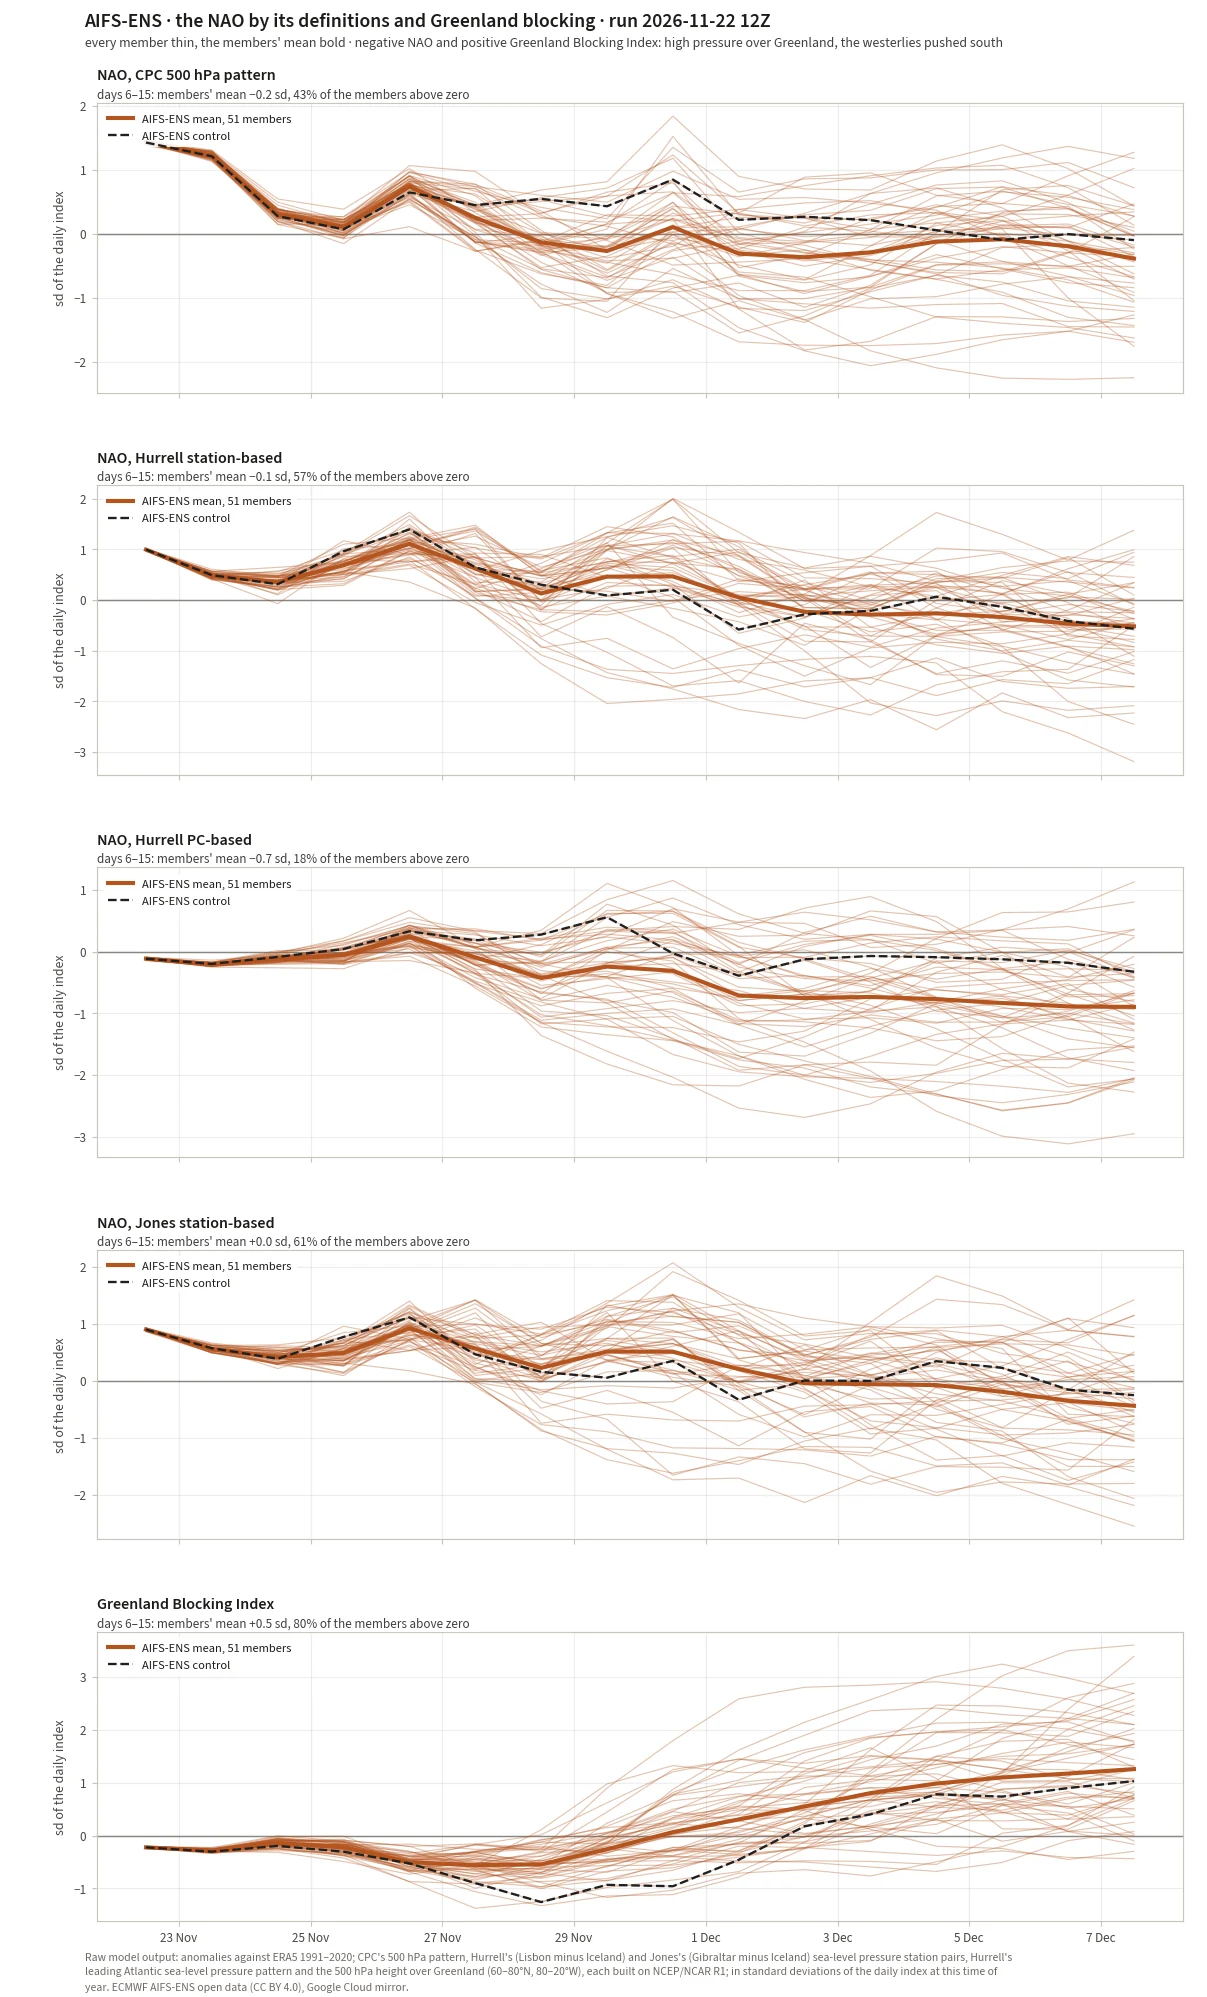 AIFS-ENS · the NAO by its definitions and Greenland blocking · run 2026-11-22 12Z
every member thin, the members' mean bold · negative NAO and positive Greenland Blocking Index: high pressure over Greenland, the westerlies pushed south
NAO, CPC 500 hPa pattern
days 6–15: members' mean −0.2 sd, 43% of the members above zero
AIFS-ENS mean, 51 members
AIFS-ENS control
sd of the daily index
2
1
0
−1
−2
NAO, Hurrell station-based
days 6–15: members' mean −0.1 sd, 57% of the members above zero
AIFS-ENS mean, 51 members
AIFS-ENS control
sd of the daily index
2
1
0
−1
−2
−3
NAO, Hurrell PC-based
days 6–15: members' mean −0.7 sd, 18% of the members above zero
AIFS-ENS mean, 51 members
AIFS-ENS control
sd of the daily index
1
0
−1
−2
−3
NAO, Jones station-based
days 6–15: members' mean +0.0 sd, 61% of the members above zero
AIFS-ENS mean, 51 members
AIFS-ENS control
sd of the daily index
2
1
0
−1
−2
Greenland Blocking Index
days 6–15: members' mean +0.5 sd, 80% of the members above zero
AIFS-ENS mean, 51 members
AIFS-ENS control
sd of the daily index
3
2
1
0
−1
23 Nov 25 Nov 27 Nov 29 Nov 1 Dec 3 Dec 5 Dec 7 Dec
Raw model output: anomalies against ERA5 1991–2020; CPC's 500 hPa pattern, Hurrell's (Lisbon minus Iceland) and Jones's (Gibraltar minus Iceland) sea-level pressure station pairs, Hurrell's
leading Atlantic sea-level pressure pattern and the 500 hPa height over Greenland (60–80°N, 80–20°W), each built on NCEP/NCAR R1; in standard deviations of the daily index at this time of
year. ECMWF AIFS-ENS open data (CC BY 4.0), Google Cloud mirror.